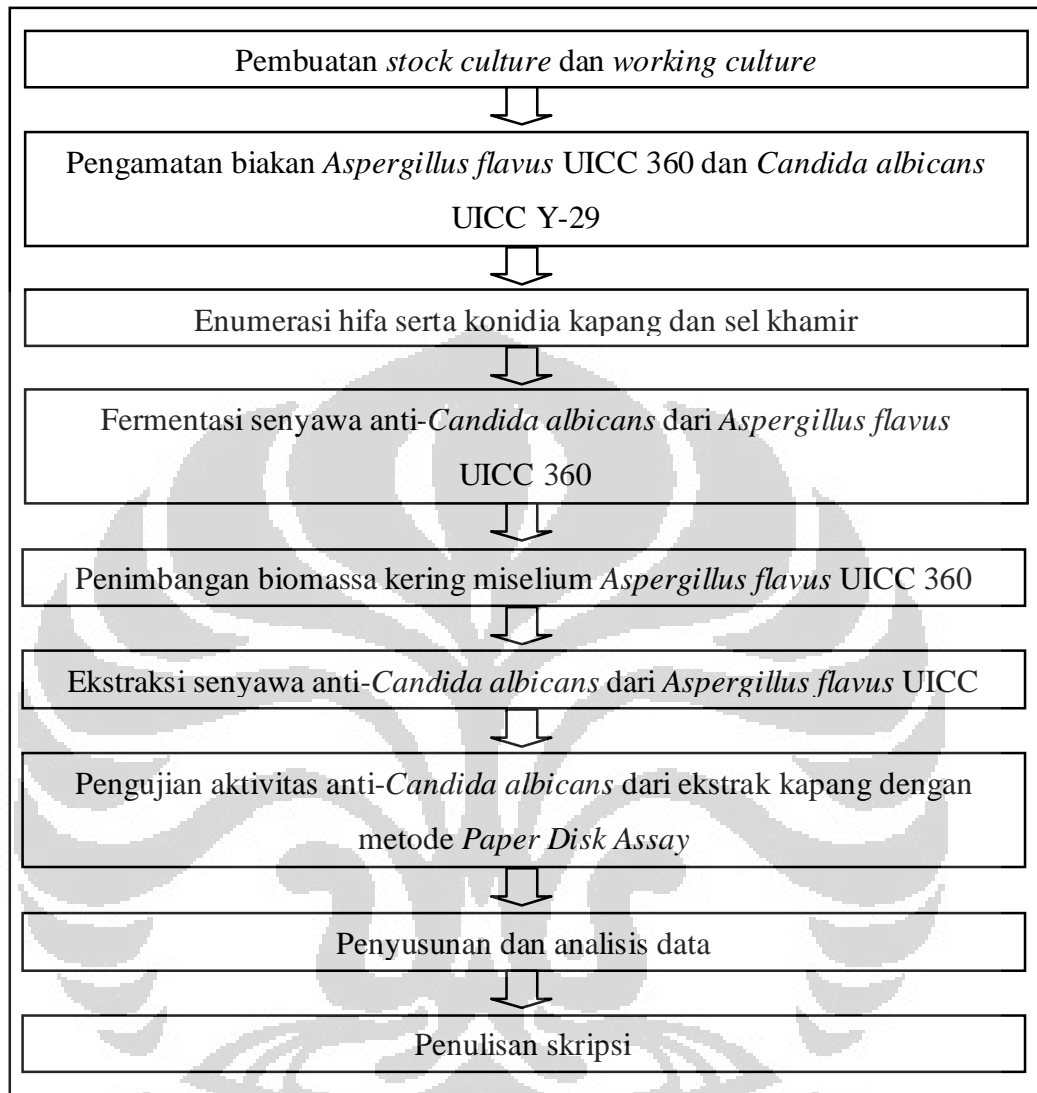 Pembuatan stock culture dan working culture
Pengamatan biakan Aspergillus flavus UICC 360 dan Candida albicans
UICC Y-29
Enumerasi hifa serta konidia kapang dan sel khamir
Fermentasi senyawa anti-Candida albicans dari Aspergillus flavus
UICC 360
Penimbangan biomassa kering miselium Aspergillus flavus UICC 360
Ekstraksi senyawa anti-Candida albicans dari Aspergillus flavus UICC
Pengujian aktivitas anti-Candida albicans dari ekstrak kapang dengan
metode Paper Disk Assay
Penyusunan dan analisis data
Penulisan skripsi